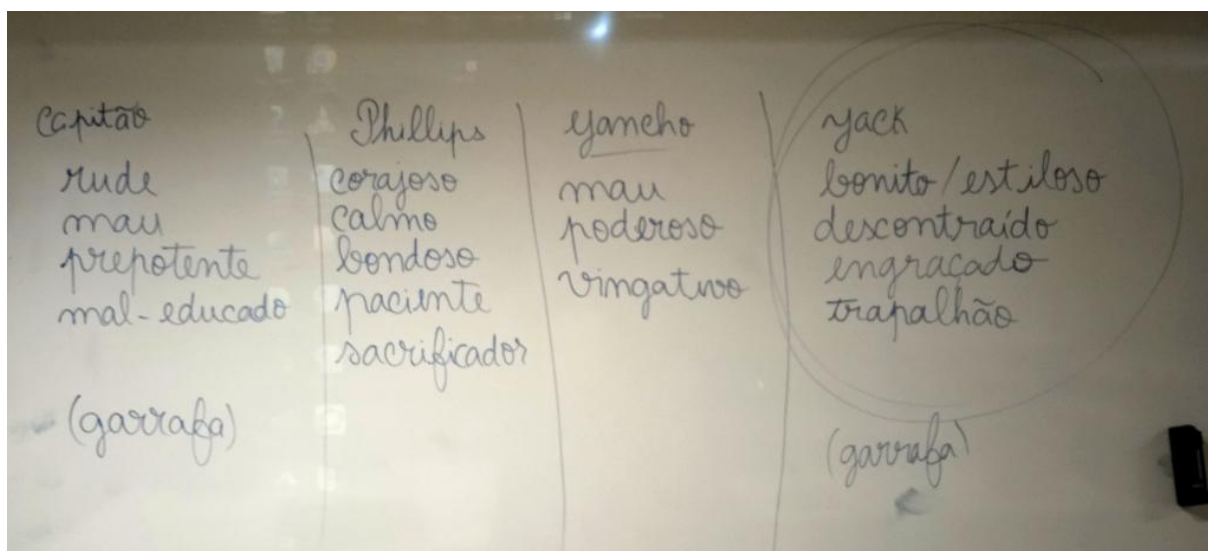 Capitão
rude
mau
prepotente
mal-educado
(garrafa)
Phillips
corajoso
calmo
bondoso
paciente
sacrificador
Gancho
mau
poderoso
vingativo
Jack
bonito/estiloso
descontraído
engraçado
trapalhão
(garrafa)